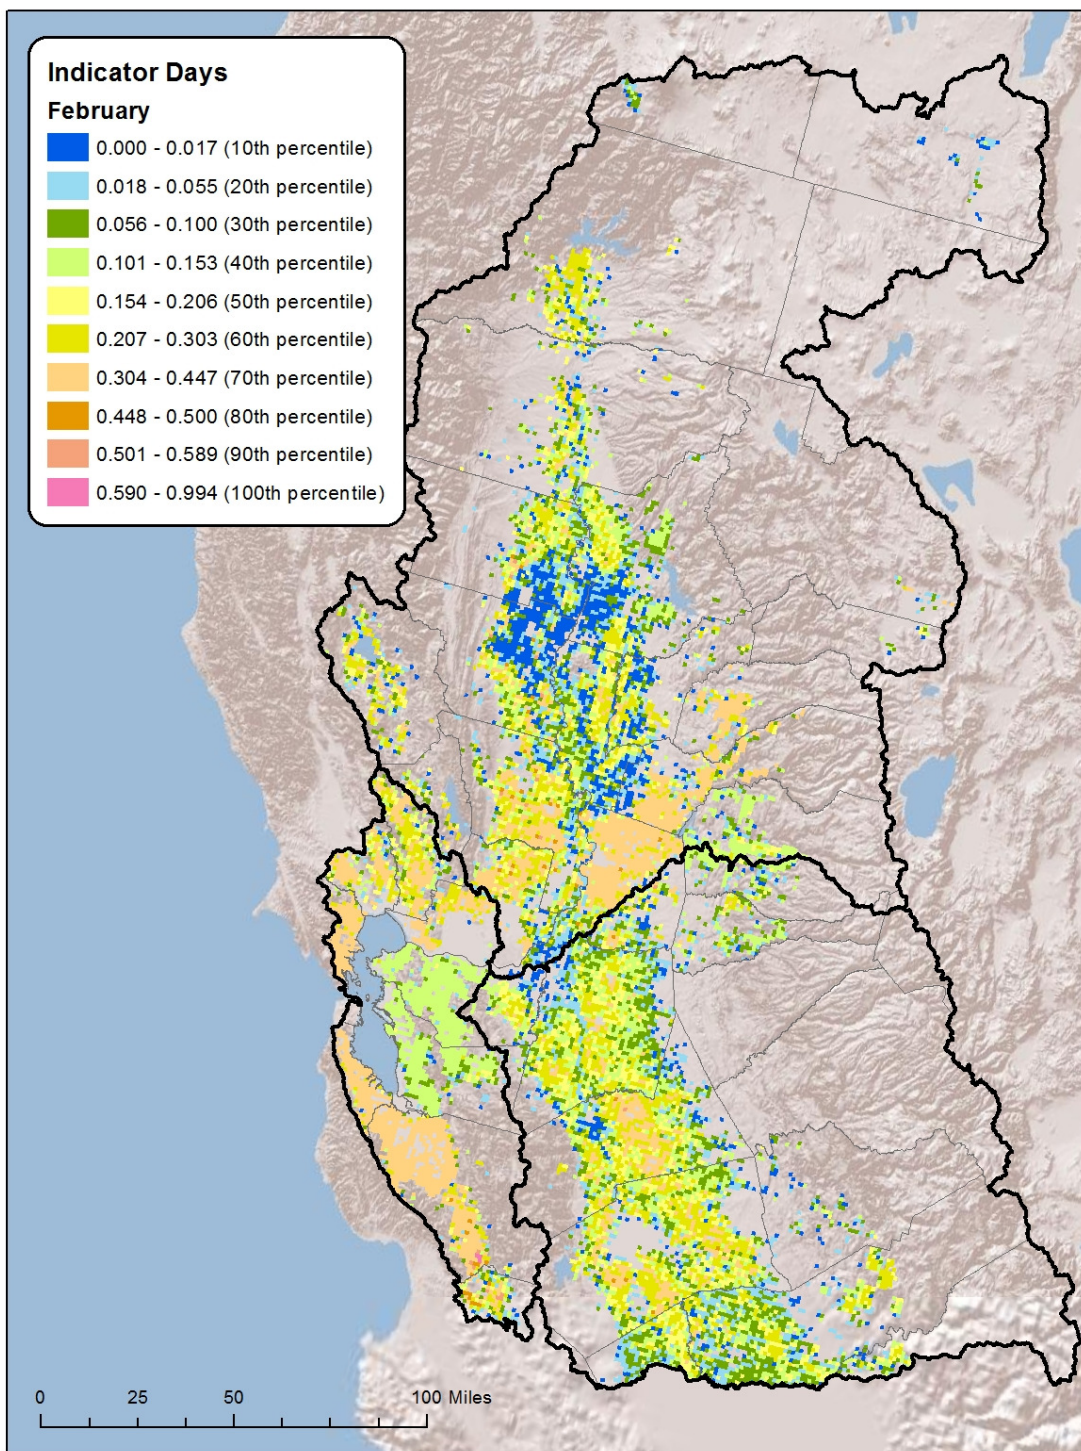 Indicator Days
February
0.000 - 0.017 (10th percentile)
0.018 - 0.055 (20th percentile)
0.056 - 0.100 (30th percentile)
0.101 - 0.153 (40th percentile)
0.154 - 0.206 (50th percentile)
0.207 - 0.303 (60th percentile)
0.304 - 0.447 (70th percentile)
0.448 - 0.500 (80th percentile)
0.501 - 0.589 (90th percentile)
0.590 - 0.994 (100th percentile)
0 25 50 100 Miles